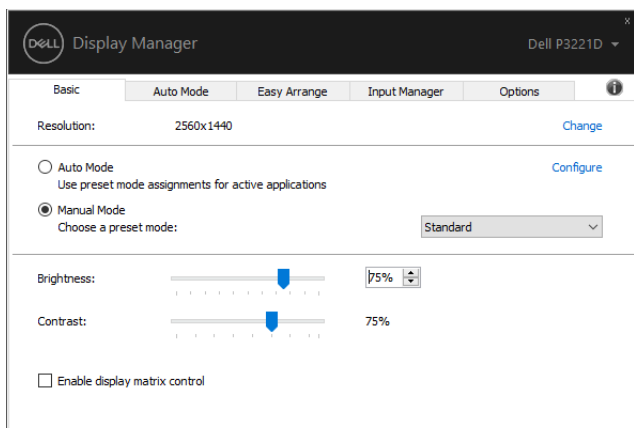 x
DELL Display Manager Dell P3221D
Basic Auto Mode Easy Arrange Input Manager Options i
Resolution: 2560x1440 Change
Auto Mode Configure
Use preset mode assignments for active applications
Manual Mode
Choose a preset mode: Standard
Brightness: 75%
Contrast: 75%
Enable display matrix control